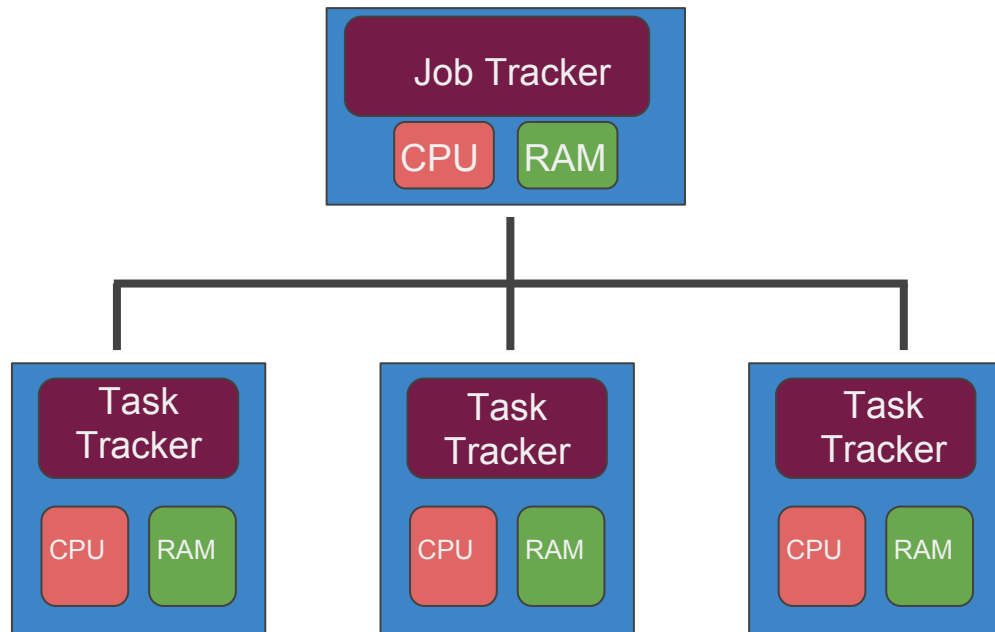 Job Tracker
CPU
RAM
Task
Tracker
Task
Tracker
Task
Tracker
CPU
RAM
CPU
RAM
CPU
RAM